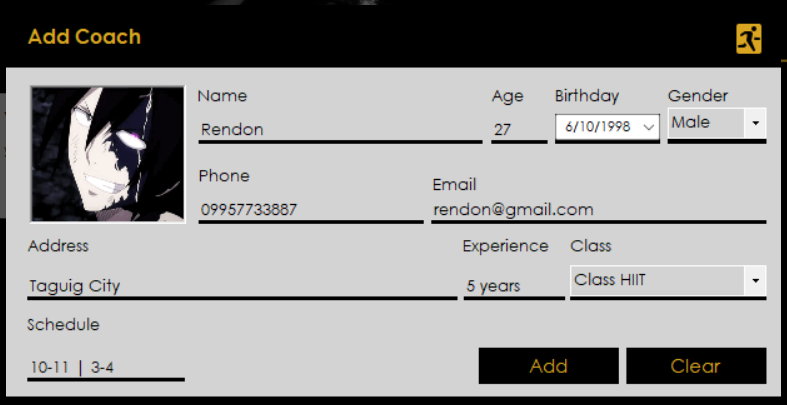 Add Coach
Name Age Birthday Gender
Rendon 27 6/10/1998 Male
Phone Email
09957733887 rendon@gmail.com
Address Experience Class
Taguig City 5 years Class HIIT
Schedule
10-11 | 3-4
Add Clear